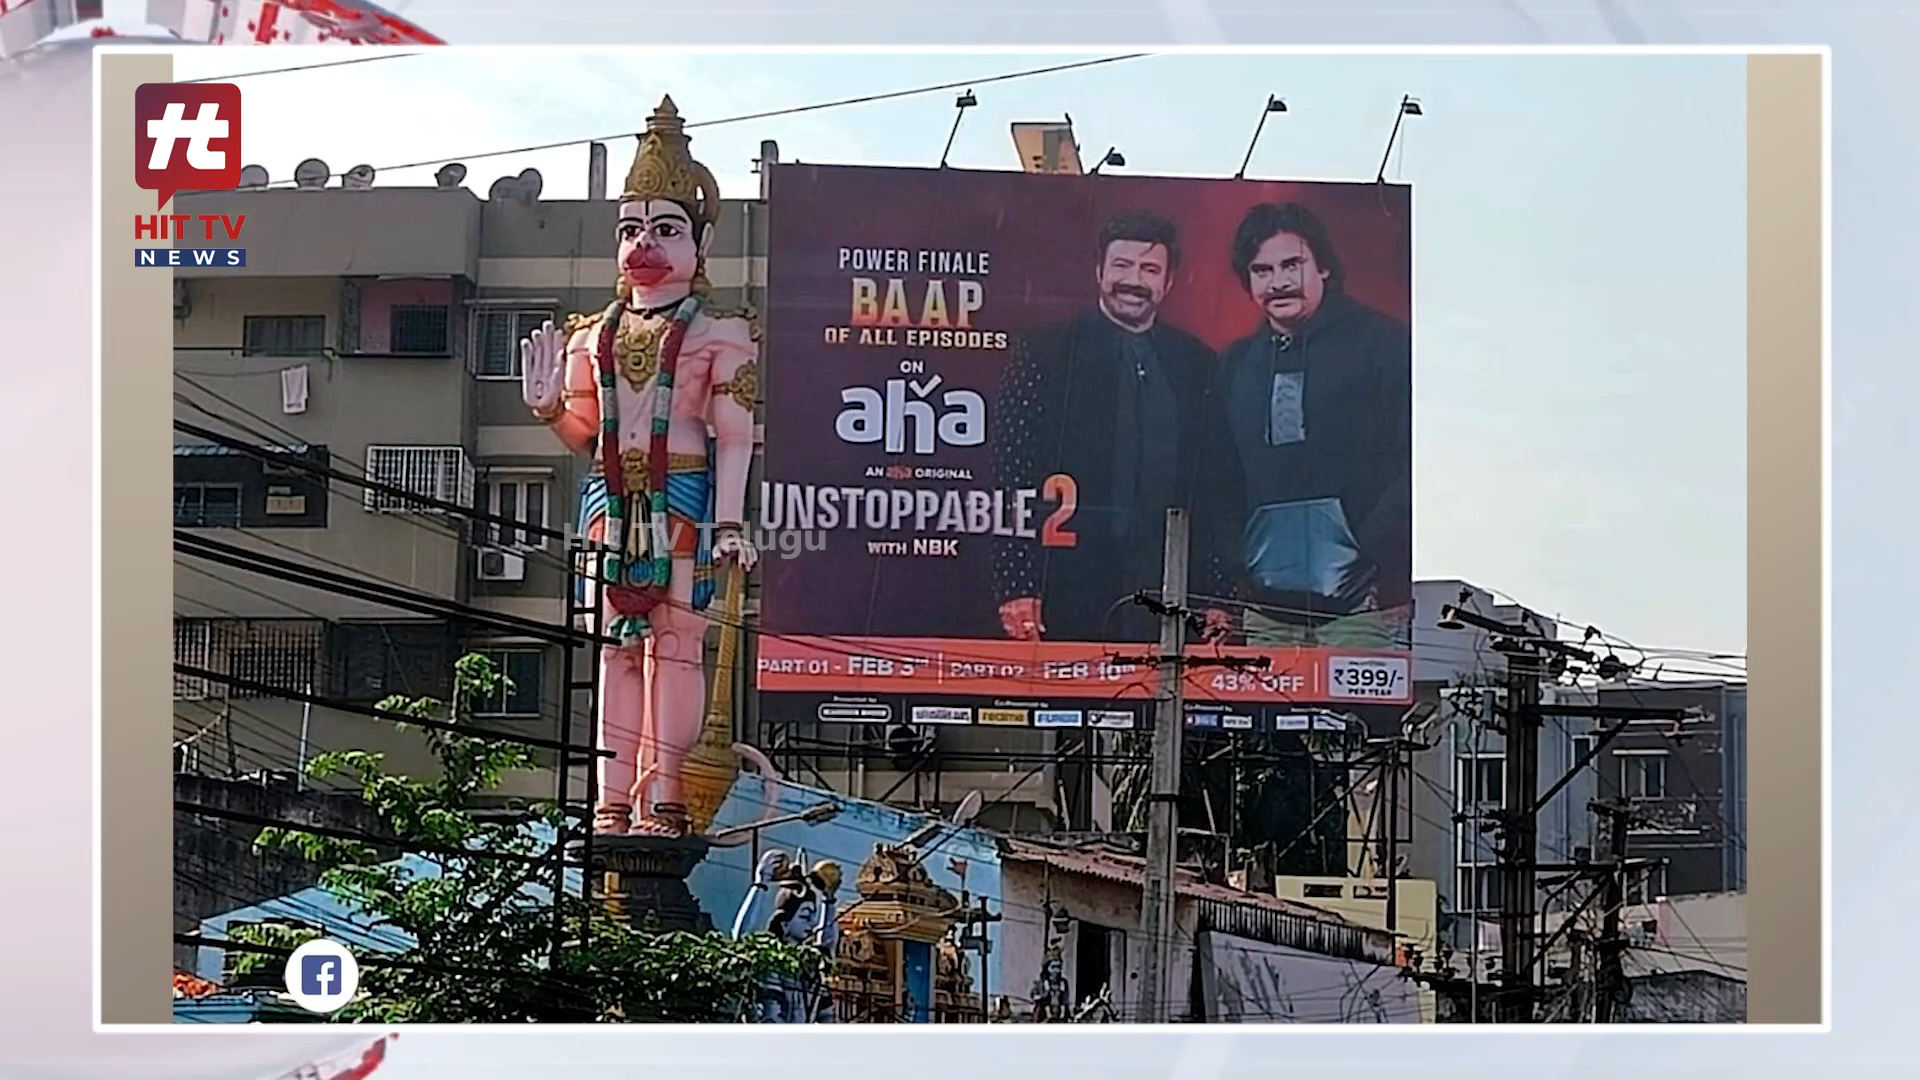 HIT TV
NEWS
POWER FINALE
BAAP
OF ALL EPISODES
ON
aha
AN aha ORIGINAL
UNSTOPPABLE 2
WITH NBK
Hit TV Telugu
PART 01 - FEB 3RD | PART 02 - FEB 10TH
43% OFF
₹399/-
PER YEAR